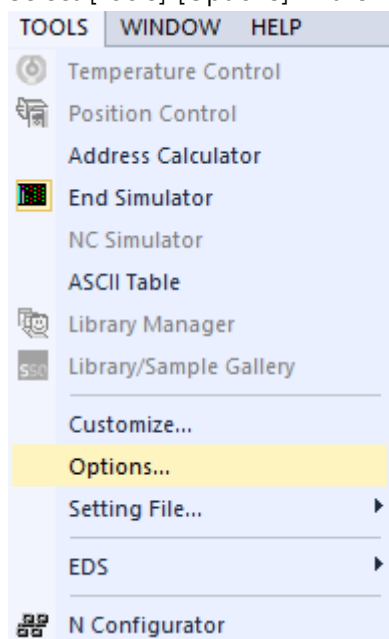 TOOLS WINDOW HELP
Temperature Control
Position Control
Address Calculator
End Simulator
NC Simulator
ASCII Table
Library Manager
SSQ Library/Sample Gallery
Customize...
Options...
Setting File...
EDS
N Configurator